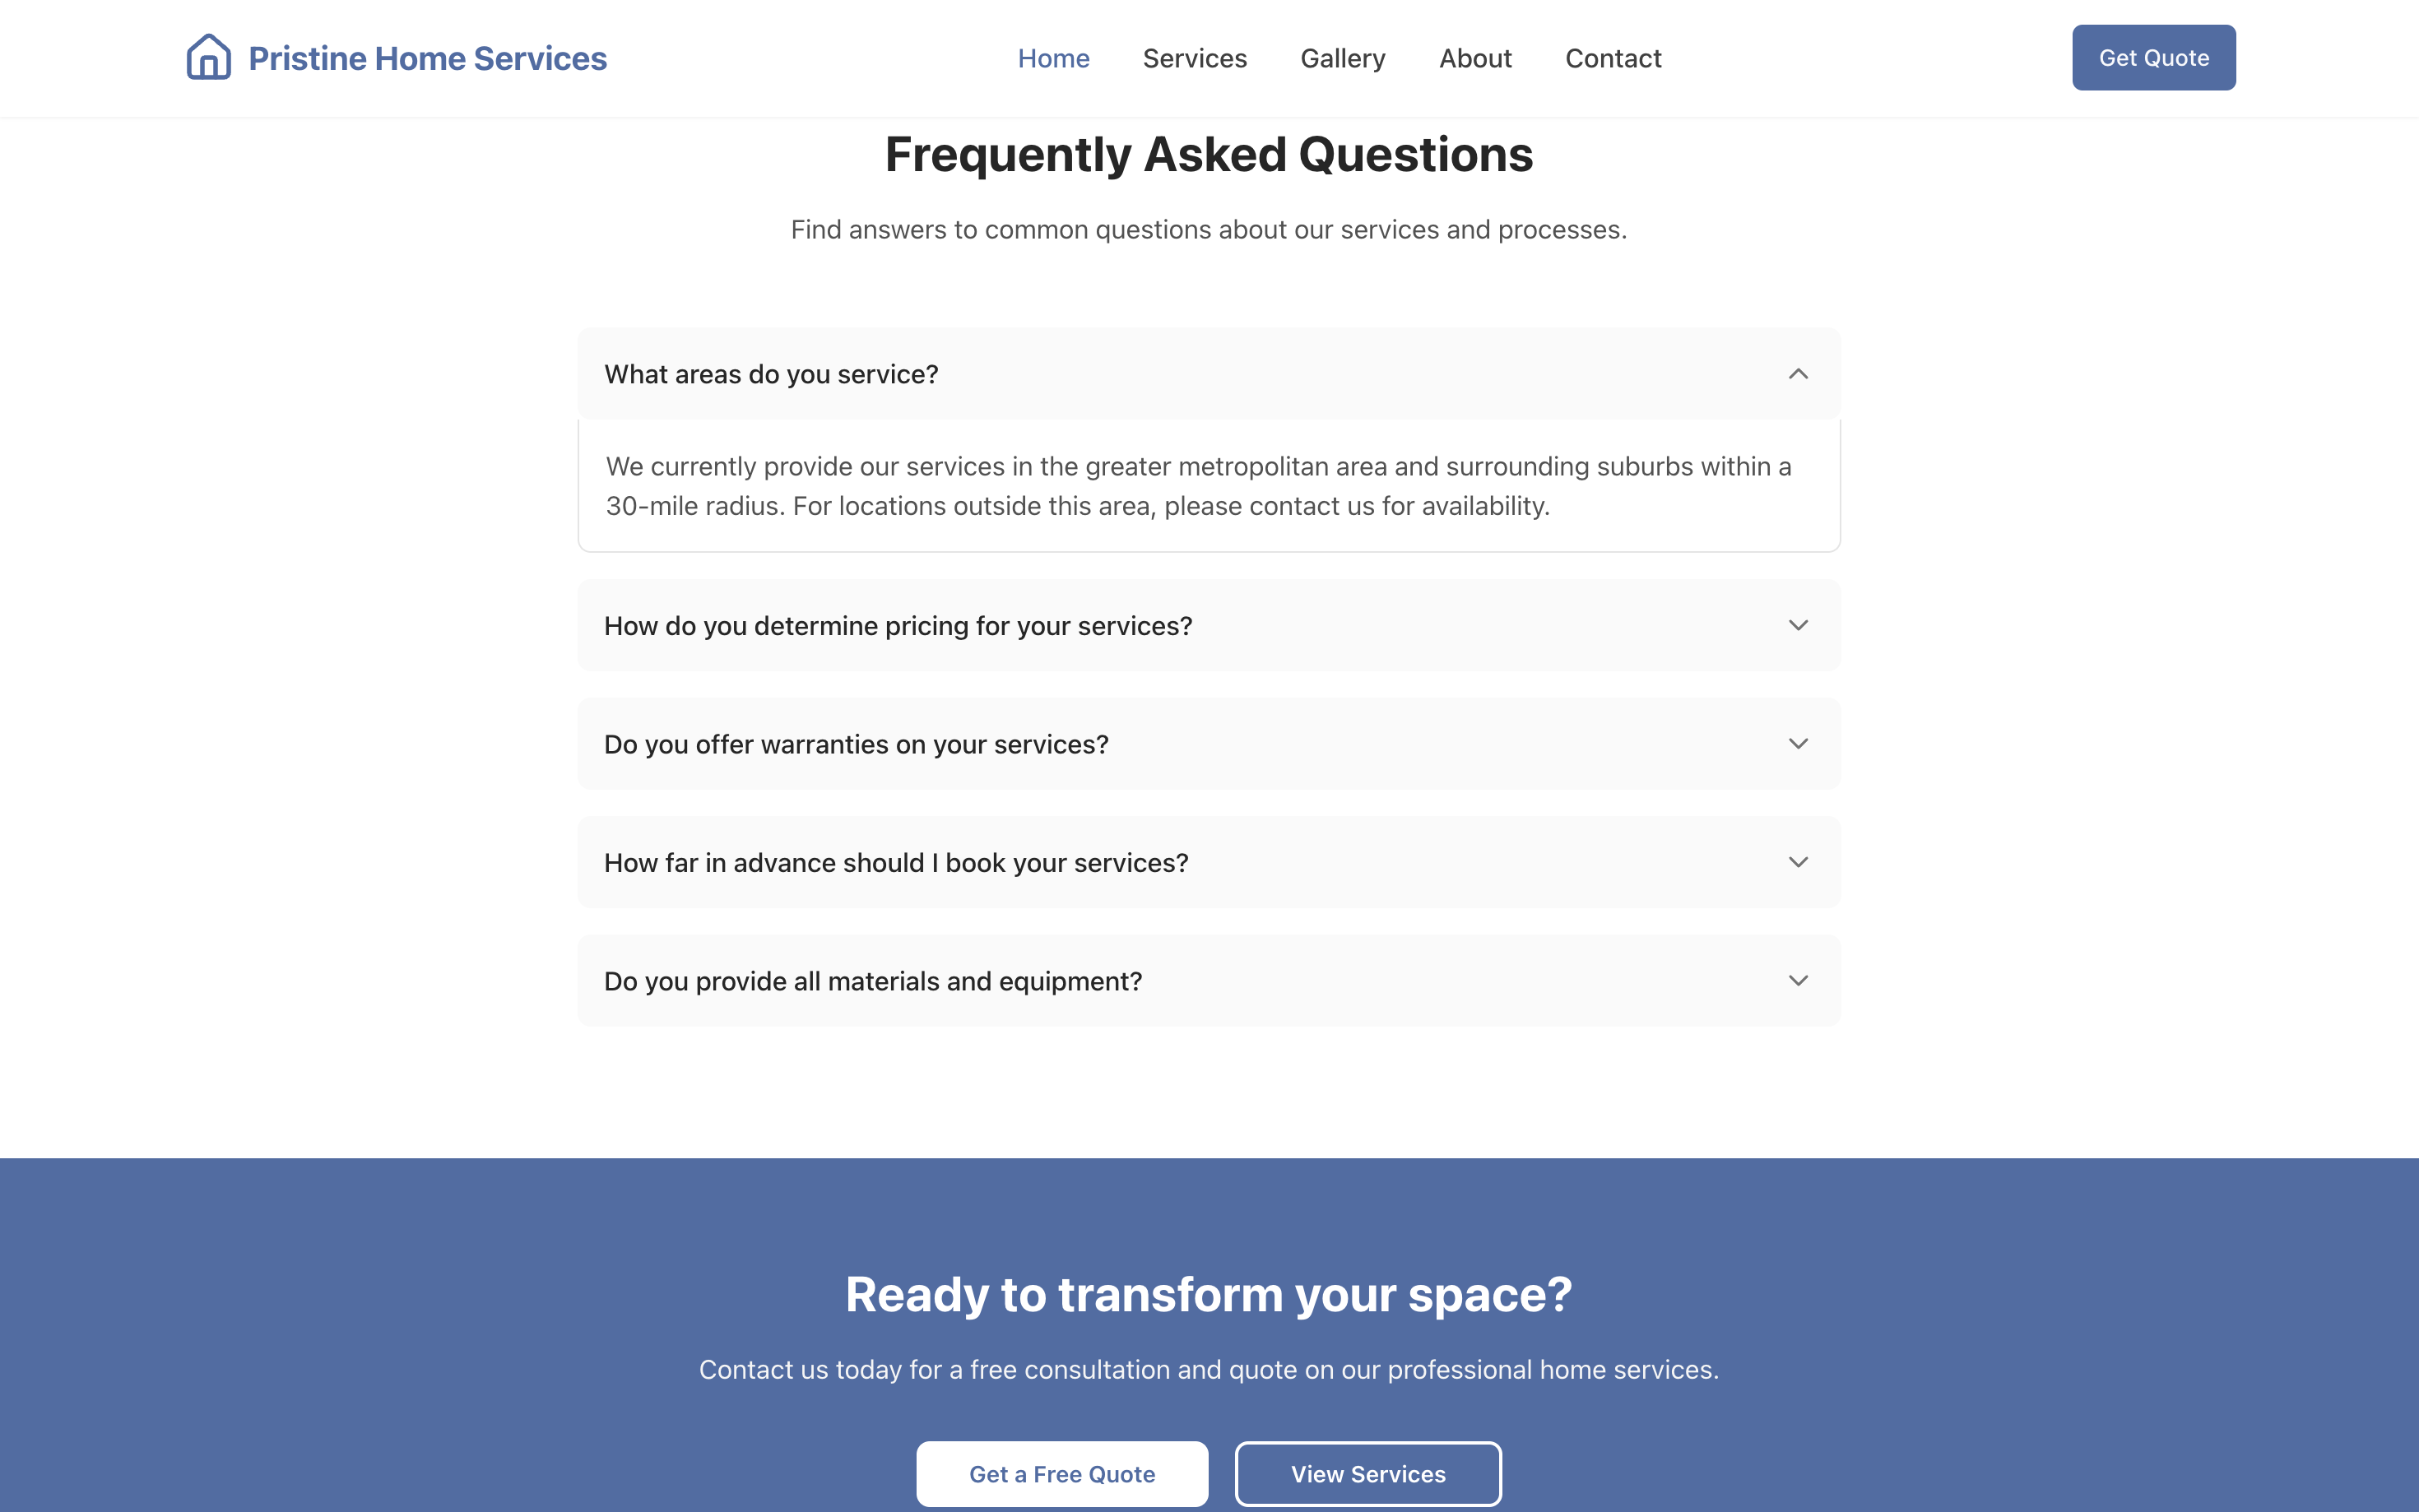 Pristine Home Services
Home
Services
Gallery
About
Contact
Get Quote
Frequently Asked Questions
Find answers to common questions about our services and processes.
What areas do you service?
We currently provide our services in the greater metropolitan area and surrounding suburbs within a
30-mile radius. For locations outside this area, please contact us for availability.
How do you determine pricing for your services?
Do you offer warranties on your services?
How far in advance should I book your services?
Do you provide all materials and equipment?
Ready to transform your space?
Contact us today for a free consultation and quote on our professional home services.
Get a Free Quote
View Services